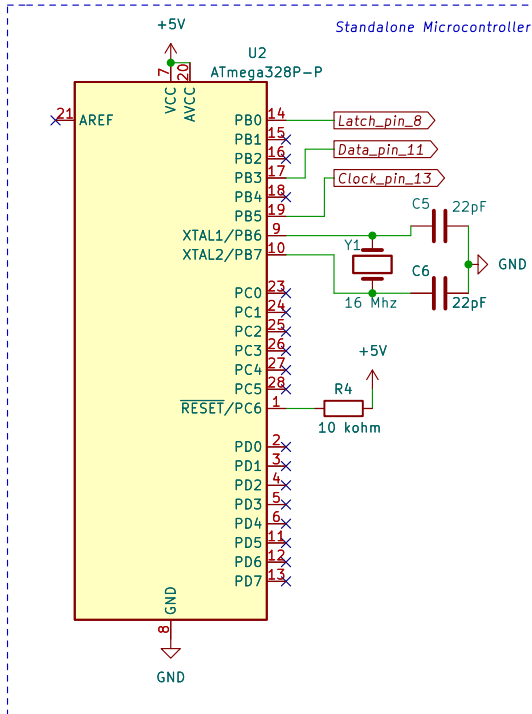 Standalone Microcontroller
+5V
U2
ATmega328P-P
7
20
VCC
AVCC
21
AREF
PB0
14
Latch_pin_8
PB1
15
PB2
16
Data_pin_11
PB3
17
Clock_pin_13
PB4
18
PB5
19
C5
22pF
XTAL1/PB6
9
Y1
XTAL2/PB7
10
GND
C6
22pF
16 Mhz
PC0
23
PC1
24
PC2
25
PC3
26
+5V
PC4
27
PC5
28
R4
RESET/PC6
1
10 kohm
PD0
2
PD1
3
PD2
4
PD3
5
PD4
6
PD5
11
PD6
12
PD7
13
GND
8
GND